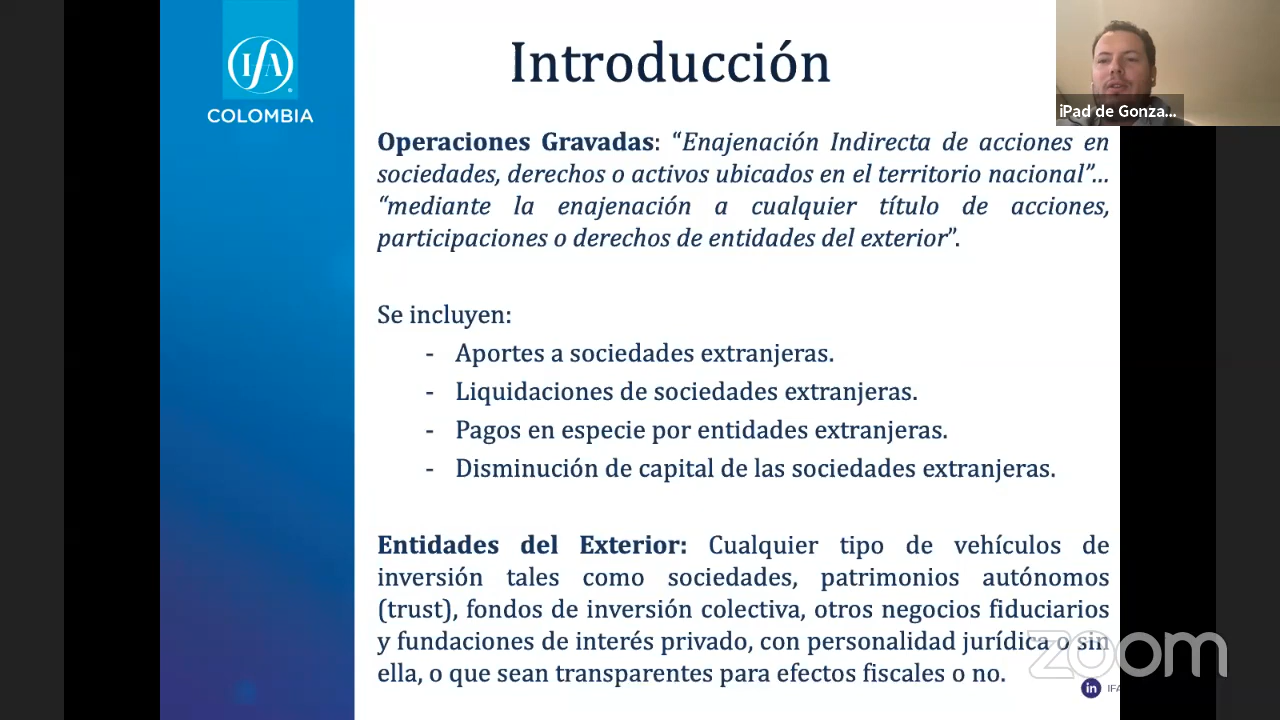 IFA
COLOMBIA
Introducción
iPad de Gonza...
Operaciones Gravadas: “Enajenación Indirecta de acciones en
sociedades, derechos o activos ubicados en el territorio nacional”...
“mediante la enajenación a cualquier título de acciones,
participaciones o derechos de entidades del exterior”.
Se incluyen:
- Aportes a sociedades extranjeras.
- Liquidaciones de sociedades extranjeras.
- Pagos en especie por entidades extranjeras.
- Disminución de capital de las sociedades extranjeras.
Entidades del Exterior: Cualquier tipo de vehículos de
inversión tales como sociedades, patrimonios autónomos
(trust), fondos de inversión colectiva, otros negocios fiduciarios
y fundaciones de interés privado, con personalidad jurídica o sin
ella, o que sean transparentes para efectos fiscales o no.
zoom
in IFA